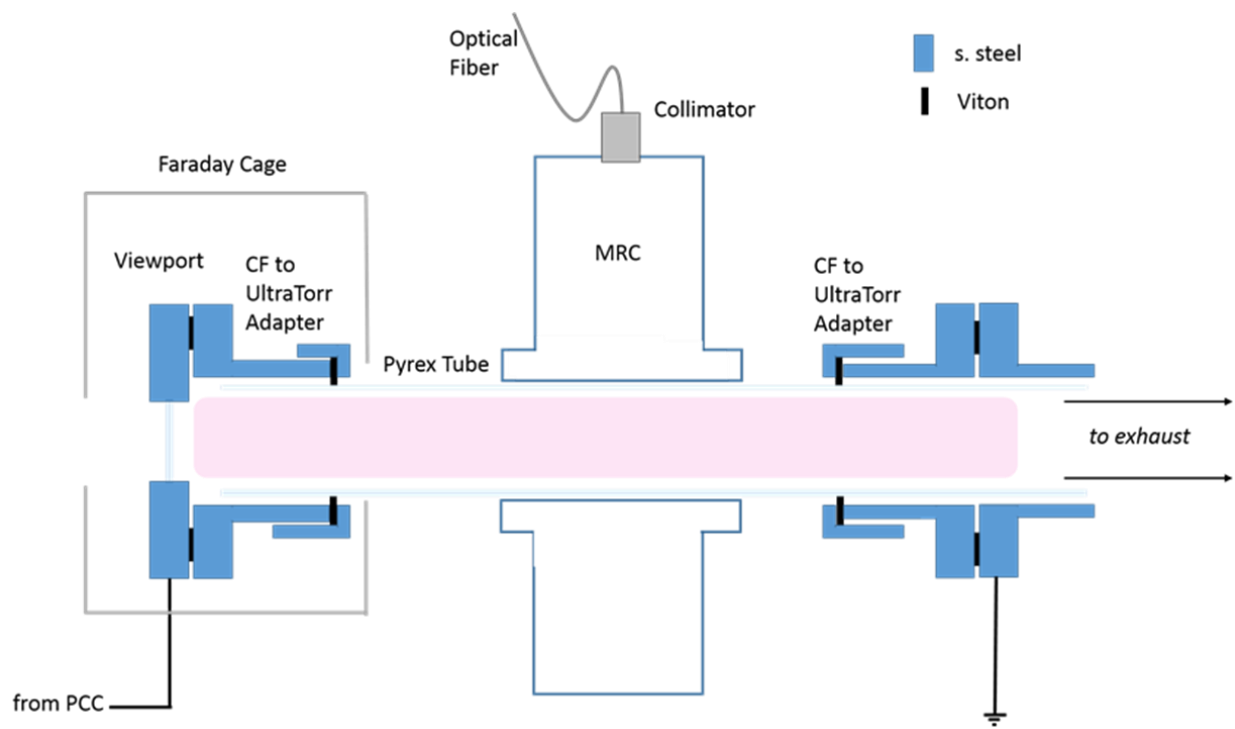 Optical
Fiber
s. steel
Viton
Collimator
Faraday Cage
MRC
Viewport
CF to
UltraTorr
Adapter
CF to
UltraTorr
Adapter
Pyrex Tube
to exhaust
from PCC